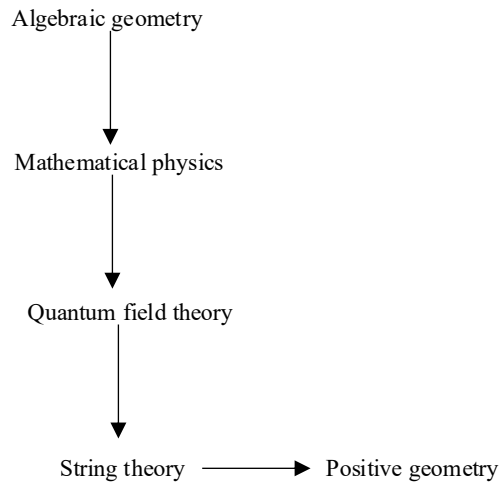 Algebraic geometry
Mathematical physics
Quantum field theory
String theory
Positive geometry